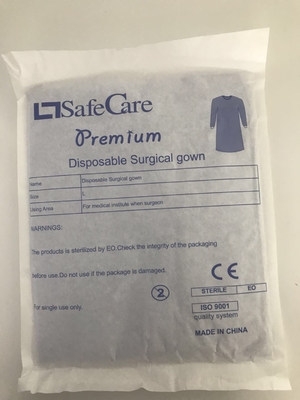 SafeCare
Premium
Disposable Surgical gown
Name Disposable Surgical gown
Size L
Using Area For medical institute when surgeon
WARNINGS:
The products is sterilized by EO.Check the integrity of the packaging
before use.Do not use if the package is damaged.
2 CE
STERILE EO
For single use only.
ISO 9001
quality system
MADE IN CHINA